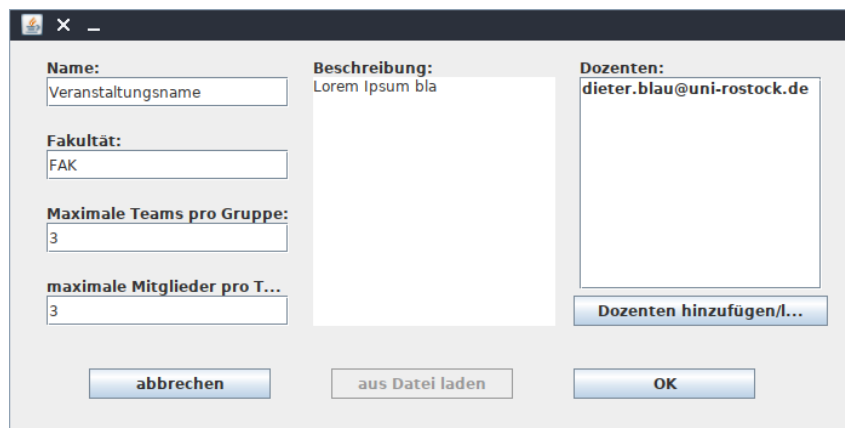 Name:
Veranstaltungsname
Fakultät:
FAK
Maximale Teams pro Gruppe:
3
maximale Mitglieder pro T...
3
Beschreibung:
Lorem Ipsum bla
Dozenten:
dieter.blau@uni-rostock.de
Dozenten hinzufügen/l...
abbrechen
aus Datei laden
OK